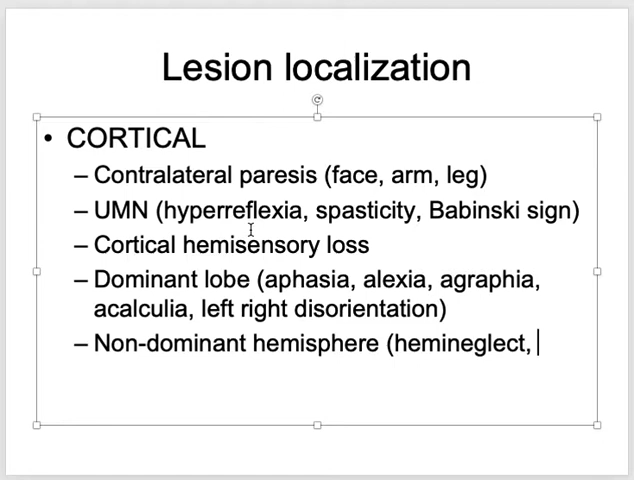 Lesion localization
• CORTICAL
– Contralateral paresis (face, arm, leg)
– UMN (hyperreflexia, spasticity, Babinski sign)
– Cortical hemisensory loss
– Dominant lobe (aphasia, alexia, agraphia,
acalculia, left right disorientation)
– Non-dominant hemisphere (hemineglect,